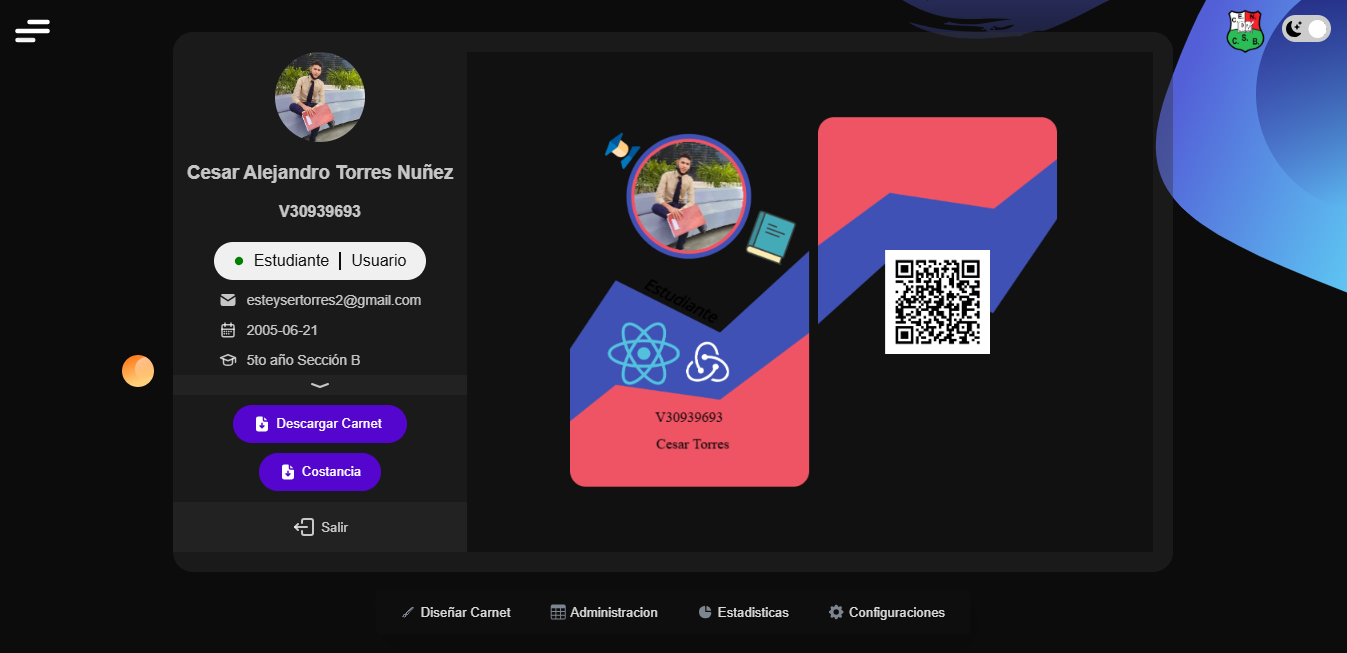 C. E. N.
D Z
C. S. B.
Cesar Alejandro Torres Nuñez
V30939693
Estudiante | Usuario
esteysertorres2@gmail.com
2005-06-21
5to año Sección B
Descargar Carnet
Costancia
Salir
Estudiante
V30939693
Cesar Torres
Diseñar Carnet
Administracion
Estadisticas
Configuraciones